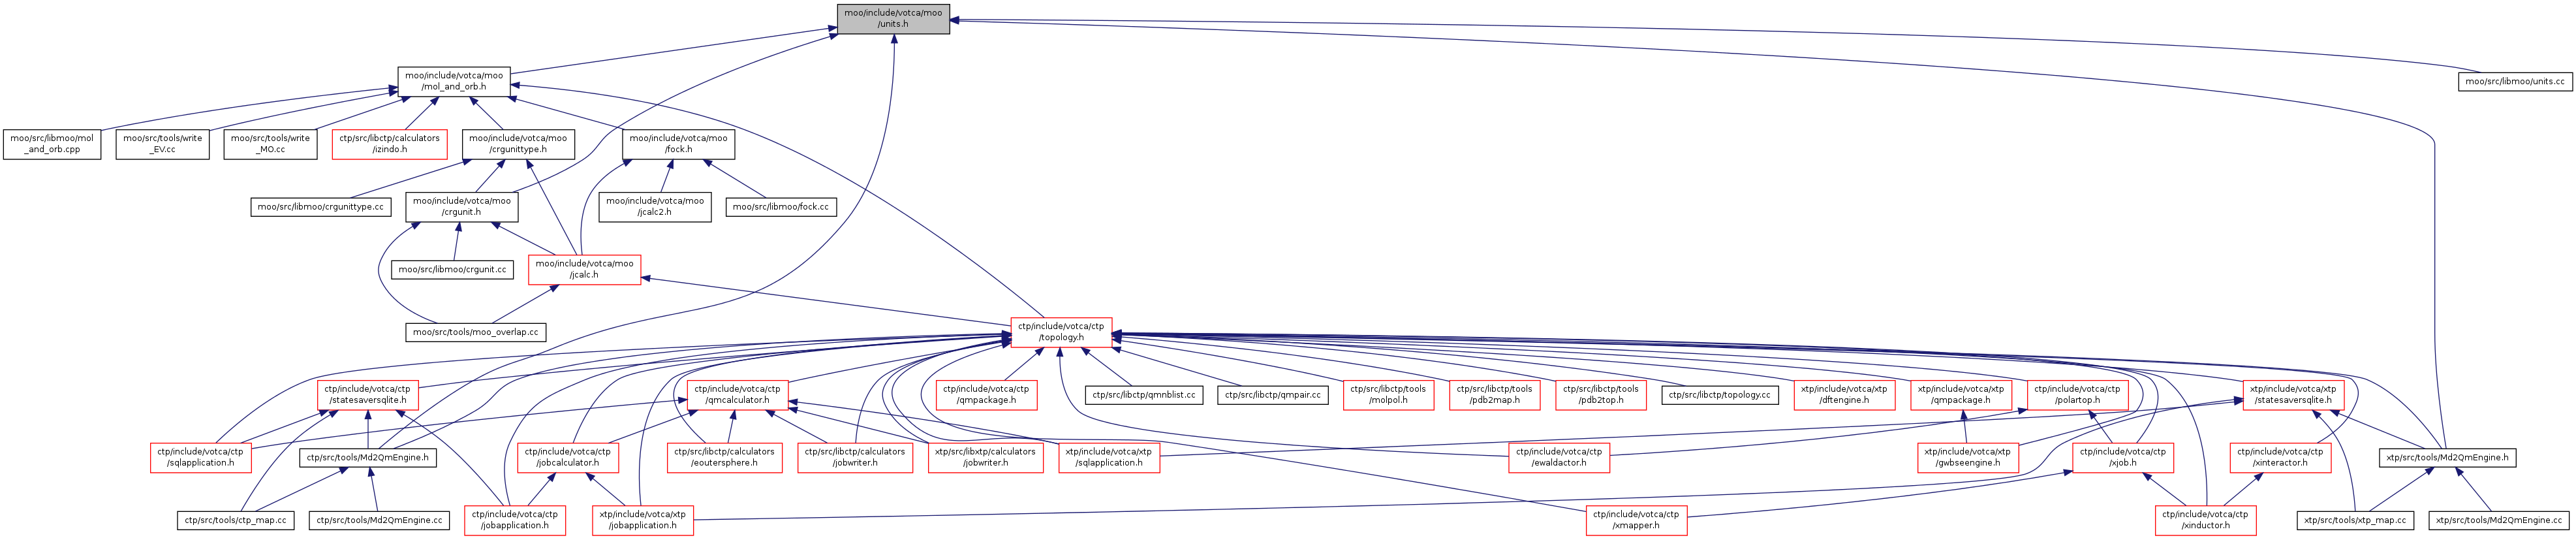 moo/include/votca/moo
/units.h
moo/include/votca/moo
/mol_and_orb.h
moo/src/libmoo/units.cc
moo/src/libmoo/mol
_and_orb.cpp
moo/src/tools/write
_EV.cc
moo/src/tools/write
_MO.cc
ctp/src/libctp/calculators
/izindo.h
moo/include/votca/moo
/crgunittype.h
moo/include/votca/moo
/fock.h
moo/src/libmoo/crgunittype.cc
moo/include/votca/moo
/crgunit.h
moo/include/votca/moo
/jcalc2.h
moo/src/libmoo/fock.cc
moo/src/libmoo/crgunit.cc
moo/include/votca/moo
/jcalc.h
moo/src/tools/moo_overlap.cc
ctp/include/votca/ctp
/topology.h
ctp/include/votca/ctp
/statesaversqlite.h
ctp/include/votca/ctp
/qmcalculator.h
ctp/include/votca/ctp
/qmpackage.h
ctp/src/libctp/qmnblist.cc
ctp/src/libctp/qmpair.cc
ctp/src/libctp/tools
/molpol.h
ctp/src/libctp/tools
/pdb2map.h
ctp/src/libctp/tools
/pdb2top.h
ctp/src/libctp/topology.cc
xtp/include/votca/xtp
/dftengine.h
xtp/include/votca/xtp
/qmpackage.h
ctp/include/votca/ctp
/polartop.h
xtp/include/votca/xtp
/statesaversqlite.h
ctp/include/votca/ctp
/sqlapplication.h
ctp/src/tools/Md2QmEngine.h
ctp/include/votca/ctp
/jobcalculator.h
ctp/src/libctp/calculators
/eoutersphere.h
ctp/src/libctp/calculators
/jobwriter.h
xtp/src/libxtp/calculators
/jobwriter.h
xtp/include/votca/xtp
/sqlapplication.h
ctp/include/votca/ctp
/ewaldactor.h
xtp/include/votca/xtp
/gwbseengine.h
ctp/include/votca/ctp
/xjob.h
ctp/include/votca/ctp
/xinteractor.h
xtp/src/tools/Md2QmEngine.h
ctp/src/tools/ctp_map.cc
ctp/src/tools/Md2QmEngine.cc
ctp/include/votca/ctp
/jobapplication.h
xtp/include/votca/xtp
/jobapplication.h
ctp/include/votca/ctp
/xmapper.h
ctp/include/votca/ctp
/xinductor.h
xtp/src/tools/xtp_map.cc
xtp/src/tools/Md2QmEngine.cc